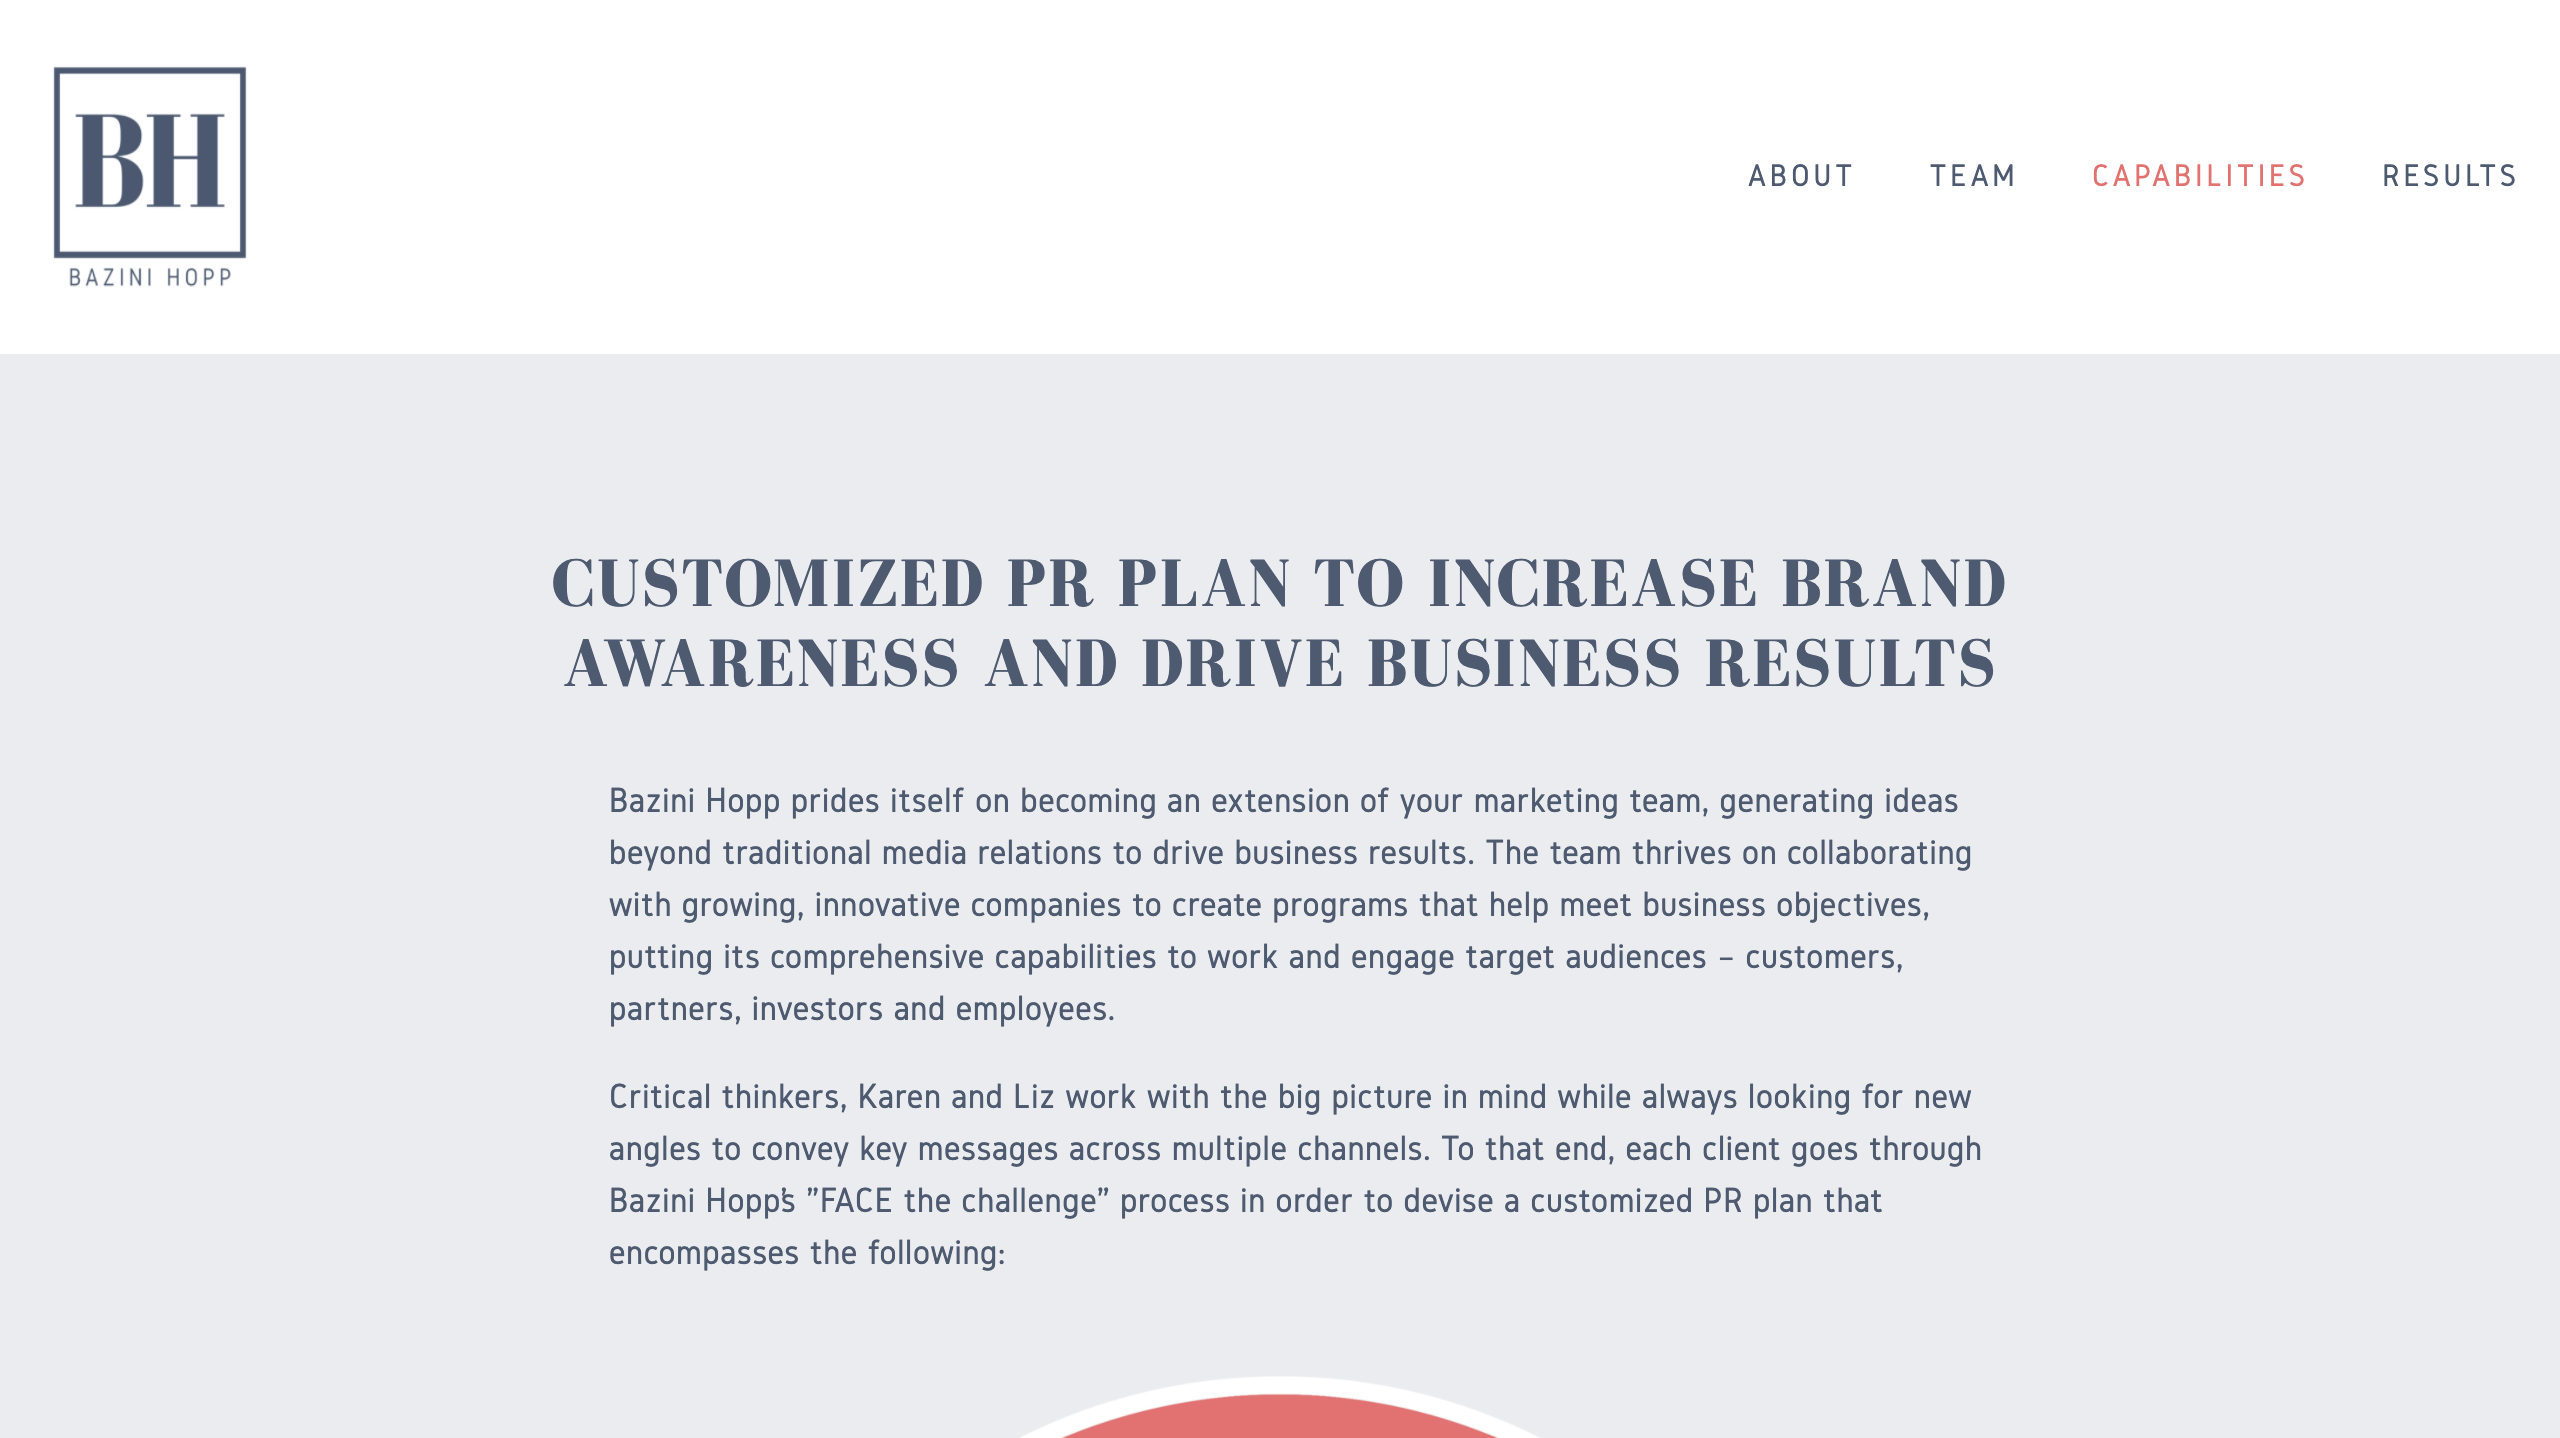 BH
BAZINI HOPP
ABOUT TEAM CAPABILITIES RESULTS
CUSTOMIZED PR PLAN TO INCREASE BRAND
AWARENESS AND DRIVE BUSINESS RESULTS
Bazini Hopp prides itself on becoming an extension of your marketing team, generating ideas
beyond traditional media relations to drive business results. The team thrives on collaborating
with growing, innovative companies to create programs that help meet business objectives,
putting its comprehensive capabilities to work and engage target audiences – customers,
partners, investors and employees.
Critical thinkers, Karen and Liz work with the big picture in mind while always looking for new
angles to convey key messages across multiple channels. To that end, each client goes through
Bazini Hopp’s ”FACE the challenge” process in order to devise a customized PR plan that
encompasses the following: